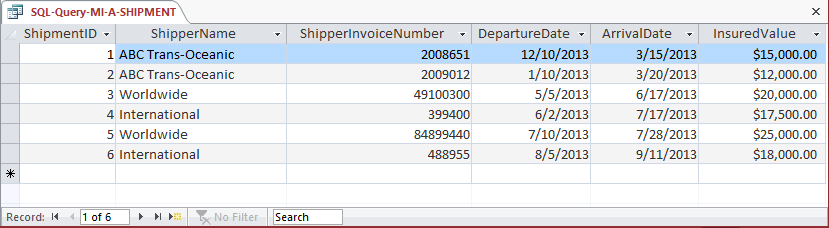 SQL-Query-MI-A-SHIPMENT
ShipmentID ShipperName ShipperInvoiceNumber DepartureDate ArrivalDate InsuredValue
1 ABC Trans-Oceanic 2008651 12/10/2013 3/15/2013 $15,000.00
2 ABC Trans-Oceanic 2009012 1/10/2013 3/20/2013 $12,000.00
3 Worldwide 49100300 5/5/2013 6/17/2013 $20,000.00
4 International 399400 6/2/2013 7/17/2013 $17,500.00
5 Worldwide 84899440 7/10/2013 7/28/2013 $25,000.00
6 International 488955 8/5/2013 9/11/2013 $18,000.00
Record: 1 of 6 No Filter Search